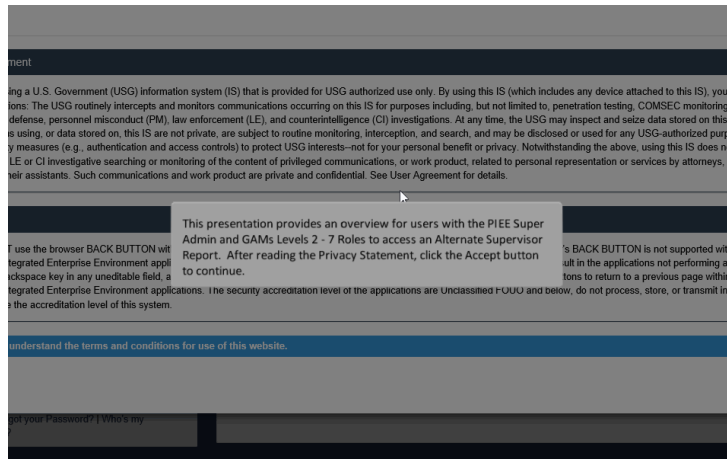 ment
sing a U.S. Government (USG) information system (IS) that is provided for USG authorized use only. By using this IS (which includes any device attached to this IS), you
ions: The USG routinely intercepts and monitors communications occurring on this IS for purposes including, but not limited to, penetration testing, COMSEC monitoring
defense, personnel misconduct (PM), law enforcement (LE), and counterintelligence (CI) investigations. At any time, the USG may inspect and seize data stored on this
s using, or data stored on, this IS are not private, are subject to routine monitoring, interception, and search, and may be disclosed or used for any USG-authorized purp
y measures (e.g., authentication and access controls) to protect USG interests--not for your personal benefit or privacy. Notwithstanding the above, using this IS does n
LE or CI investigative searching or monitoring of the content of privileged communications, or work product, related to personal representation or services by attorneys,
heir assistants. Such communications and work product are private and confidential. See User Agreement for details.
This presentation provides an overview for users with the PIEE Super
Admin and GAMs Levels 2 - 7 Roles to access an Alternate Supervisor
Report. After reading the Privacy Statement, click the Accept button
to continue.
T use the browser BACK BUTTON wit 's BACK BUTTON is not supported wit
tegrated Enterprise Environment appli sult in the applications not performing a
ackspace key in any uneditable field, a tons to return to a previous page within
tegrated Enterprise Environment applications. The security accreditation level of the applications are Unclassified FOUO and below, do not process, store, or transmit in
e the accreditation level of this system.
understand the terms and conditions for use of this website.
got your Password? | Who's my
?